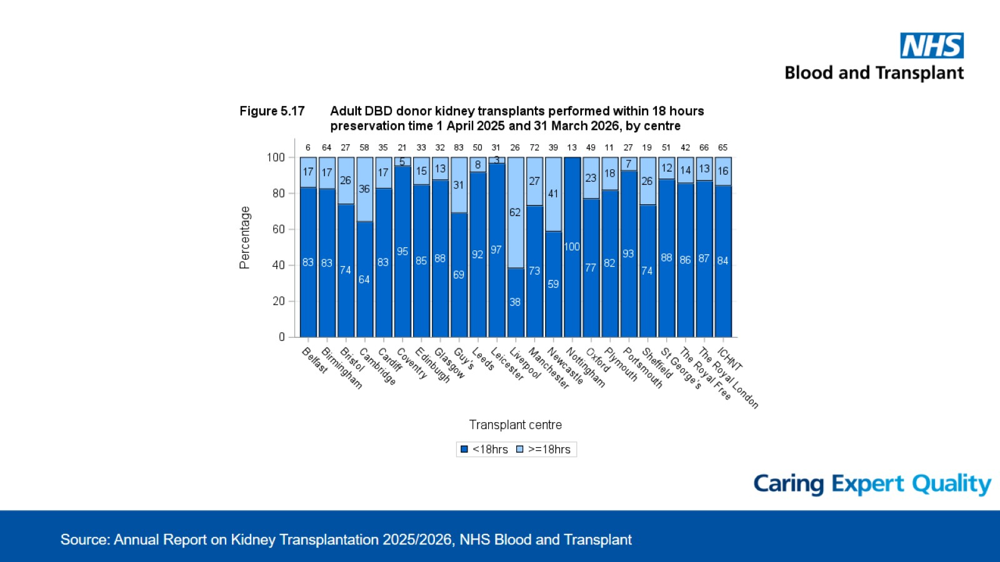 NHS
Blood and Transplant
Figure 5.17 Adult DBD donor kidney transplants performed within 18 hours
preservation time 1 April 2025 and 31 March 2026, by centre
6 64 27 58 35 21 33 32 83 50 31 26 72 39 13 49 11 27 19 51 42 66 65
Percentage
100
80
60
40
20
0
17 17 26 36 17 5 15 13 31 8 3 62 27 41 23 18 7 26 12 14 13 16
83 83 74 64 83 95 85 88 69 92 97 38 73 59 100 77 82 93 74 88 86 87 84
Belfast
Birmingham
Bristol
Cambridge
Cardiff
Coventry
Edinburgh
Glasgow
Guy's
Leeds
Leicester
Liverpool
Manchester
Newcastle
Nottingham
Oxford
Plymouth
Portsmouth
Sheffield
St George's
The Royal Free
The Royal London
ICHNT
Transplant centre
<18hrs >=18hrs
Caring Expert Quality
Source: Annual Report on Kidney Transplantation 2025/2026, NHS Blood and Transplant